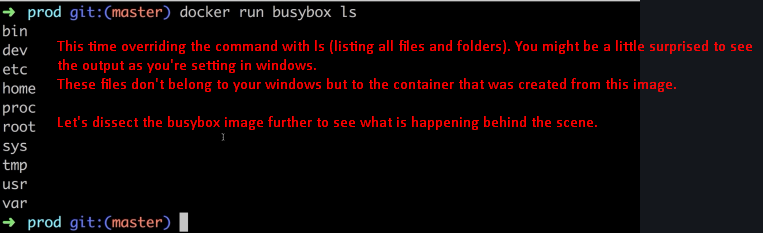 ➜ prod git:(master) docker run busybox ls
bin
dev
etc
home
proc
root
sys
tmp
usr
var
This time overriding the command with ls (listing all files and folders). You might be a little surprised to see
the output as you're setting in windows.
These files don't belong to your windows but to the container that was created from this image.
Let's dissect the busybox image further to see what is happening behind the scene.
➜ prod git:(master)